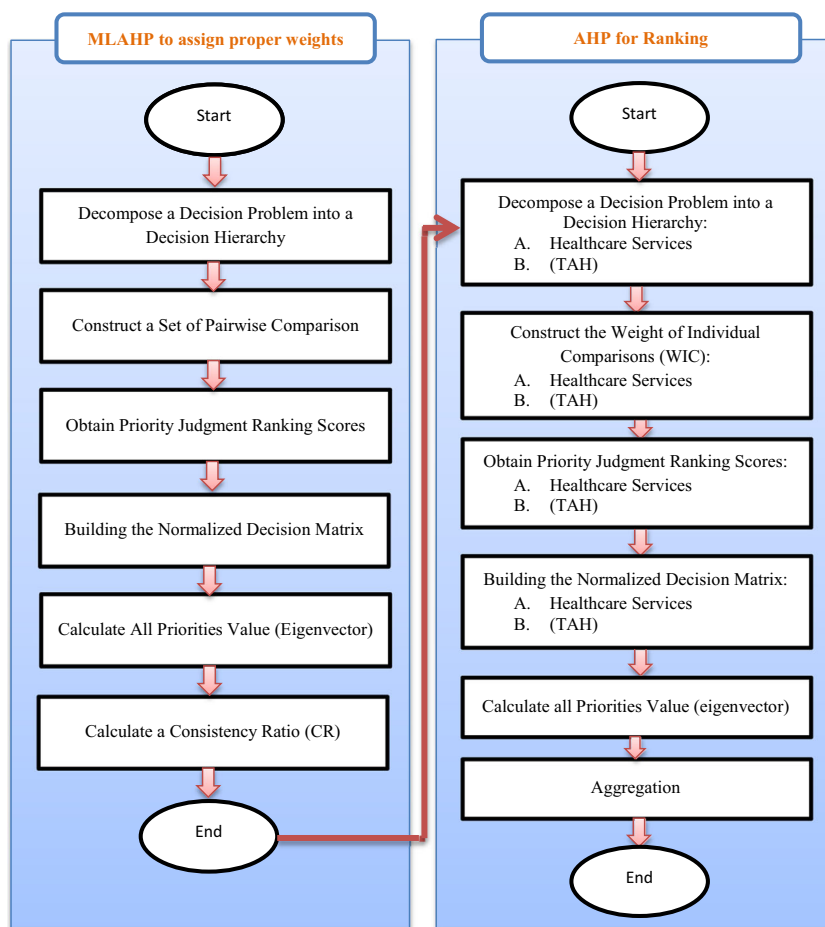 MLAHP to assign proper weights
Start
Decompose a Decision Problem into a
Decision Hierarchy
Construct a Set of Pairwise Comparison
Obtain Priority Judgment Ranking Scores
Building the Normalized Decision Matrix
Calculate All Priorities Value (Eigenvector)
Calculate a Consistency Ratio (CR)
End
AHP for Ranking
Start
Decompose a Decision Problem into a
Decision Hierarchy:
A. Healthcare Services
B. (TAH)
Construct the Weight of Individual
Comparisons (WIC):
A. Healthcare Services
B. (TAH)
Obtain Priority Judgment Ranking Scores:
A. Healthcare Services
B. (TAH)
Building the Normalized Decision Matrix:
A. Healthcare Services
B. (TAH)
Calculate all Priorities Value (eigenvector)
Aggregation
End